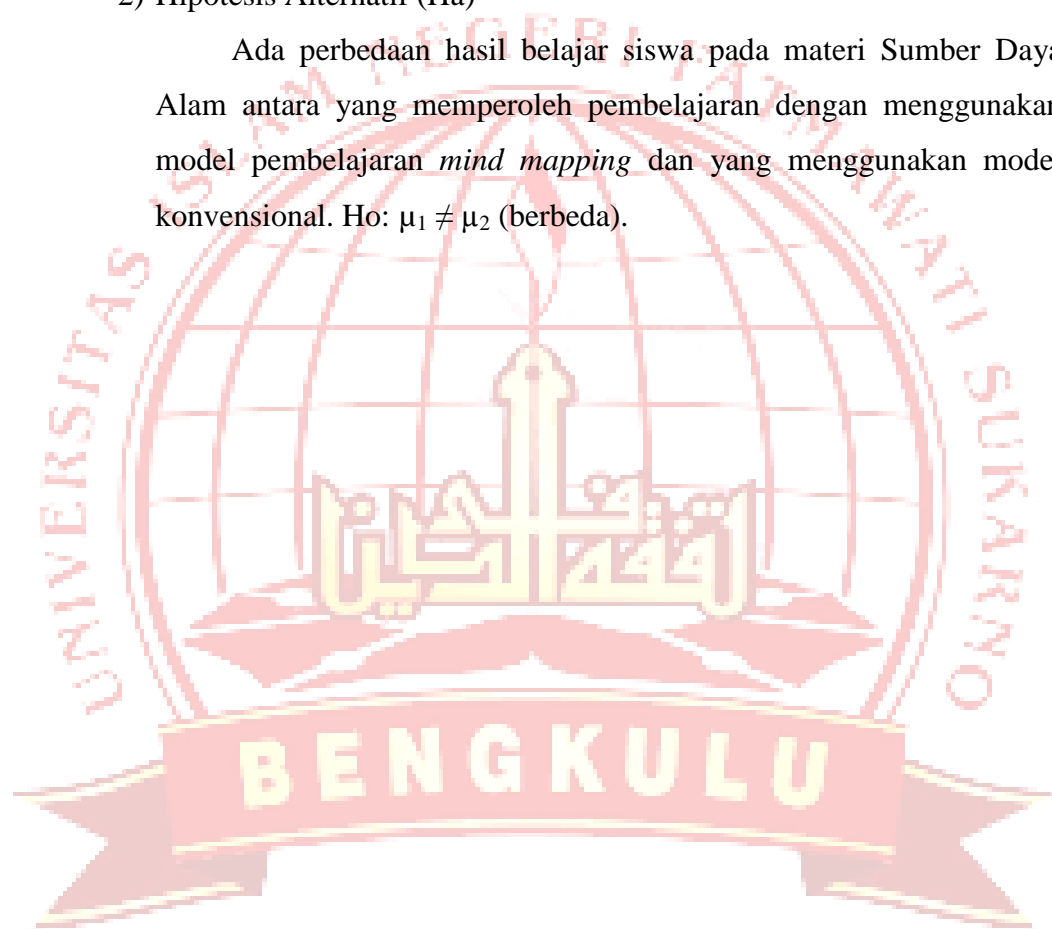 2) Hipotesis Alternatif (Ha)
Ada perbedaan hasil belajar siswa pada materi Sumber Daya
Alam antara yang memperoleh pembelajaran dengan menggunakan
model pembelajaran mind mapping dan yang menggunakan model
konvensional. Ho: µ₁ ≠ µ₂ (berbeda).
UNIVERSITAS ISLAM NEGERI FATMAWATI SUKARNO
BENGKULU